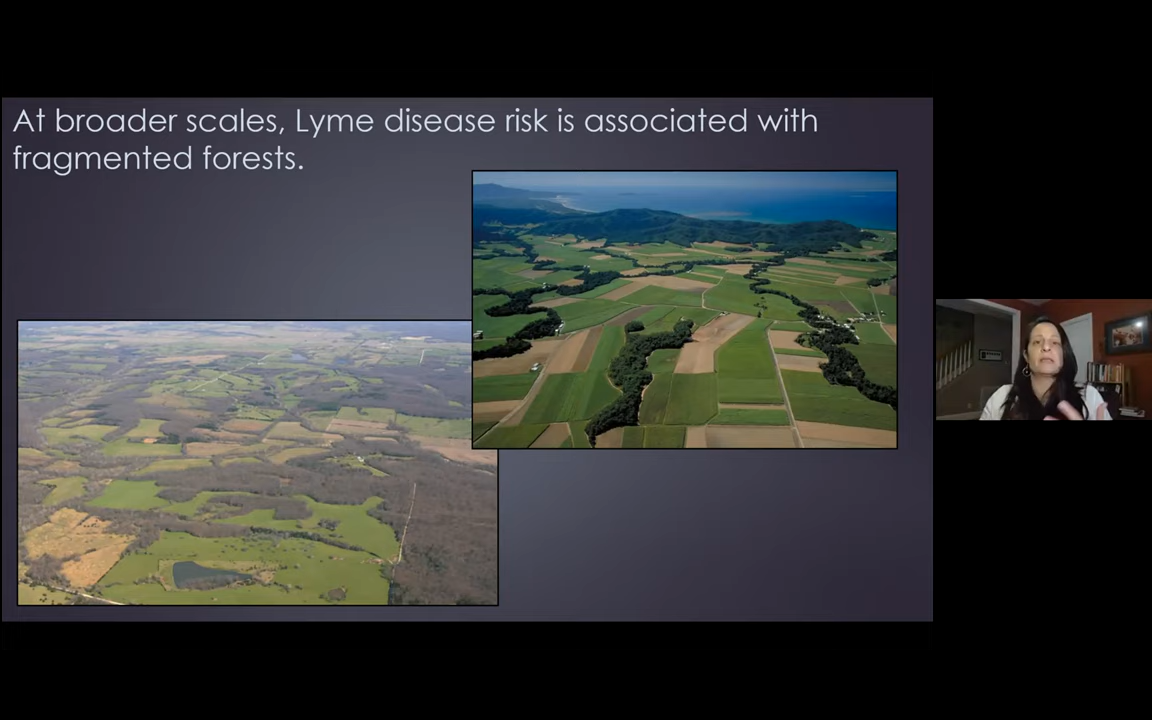 At broader scales, Lyme disease risk is associated with
fragmented forests.